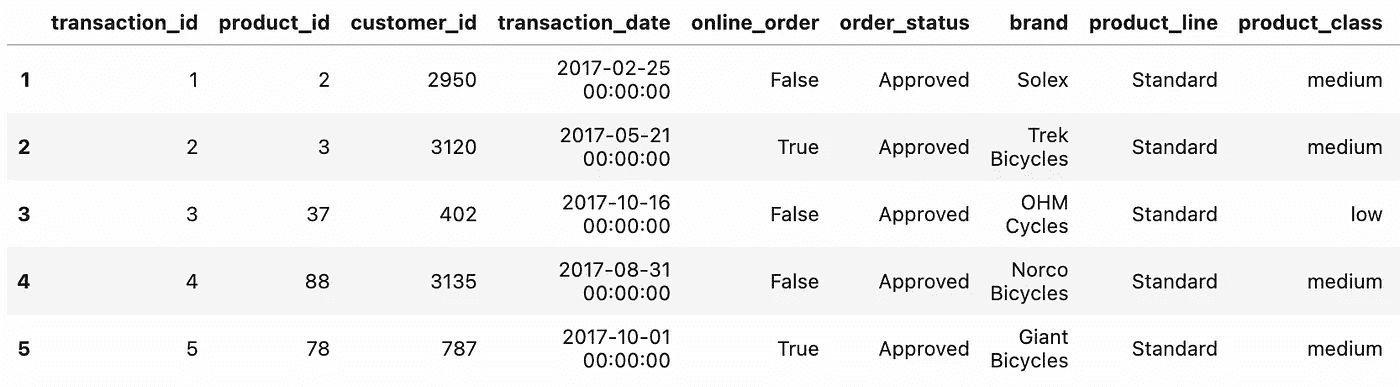 transaction_id product_id customer_id transaction_date online_order order_status brand product_line product_class
1 1 2 2950 2017-02-25 00:00:00 False Approved Solex Standard medium
2 2 3 3120 2017-05-21 00:00:00 True Approved Trek Bicycles Standard medium
3 3 37 402 2017-10-16 00:00:00 False Approved OHM Cycles Standard low
4 4 88 3135 2017-08-31 00:00:00 False Approved Norco Bicycles Standard medium
5 5 78 787 2017-10-01 00:00:00 True Approved Giant Bicycles Standard medium